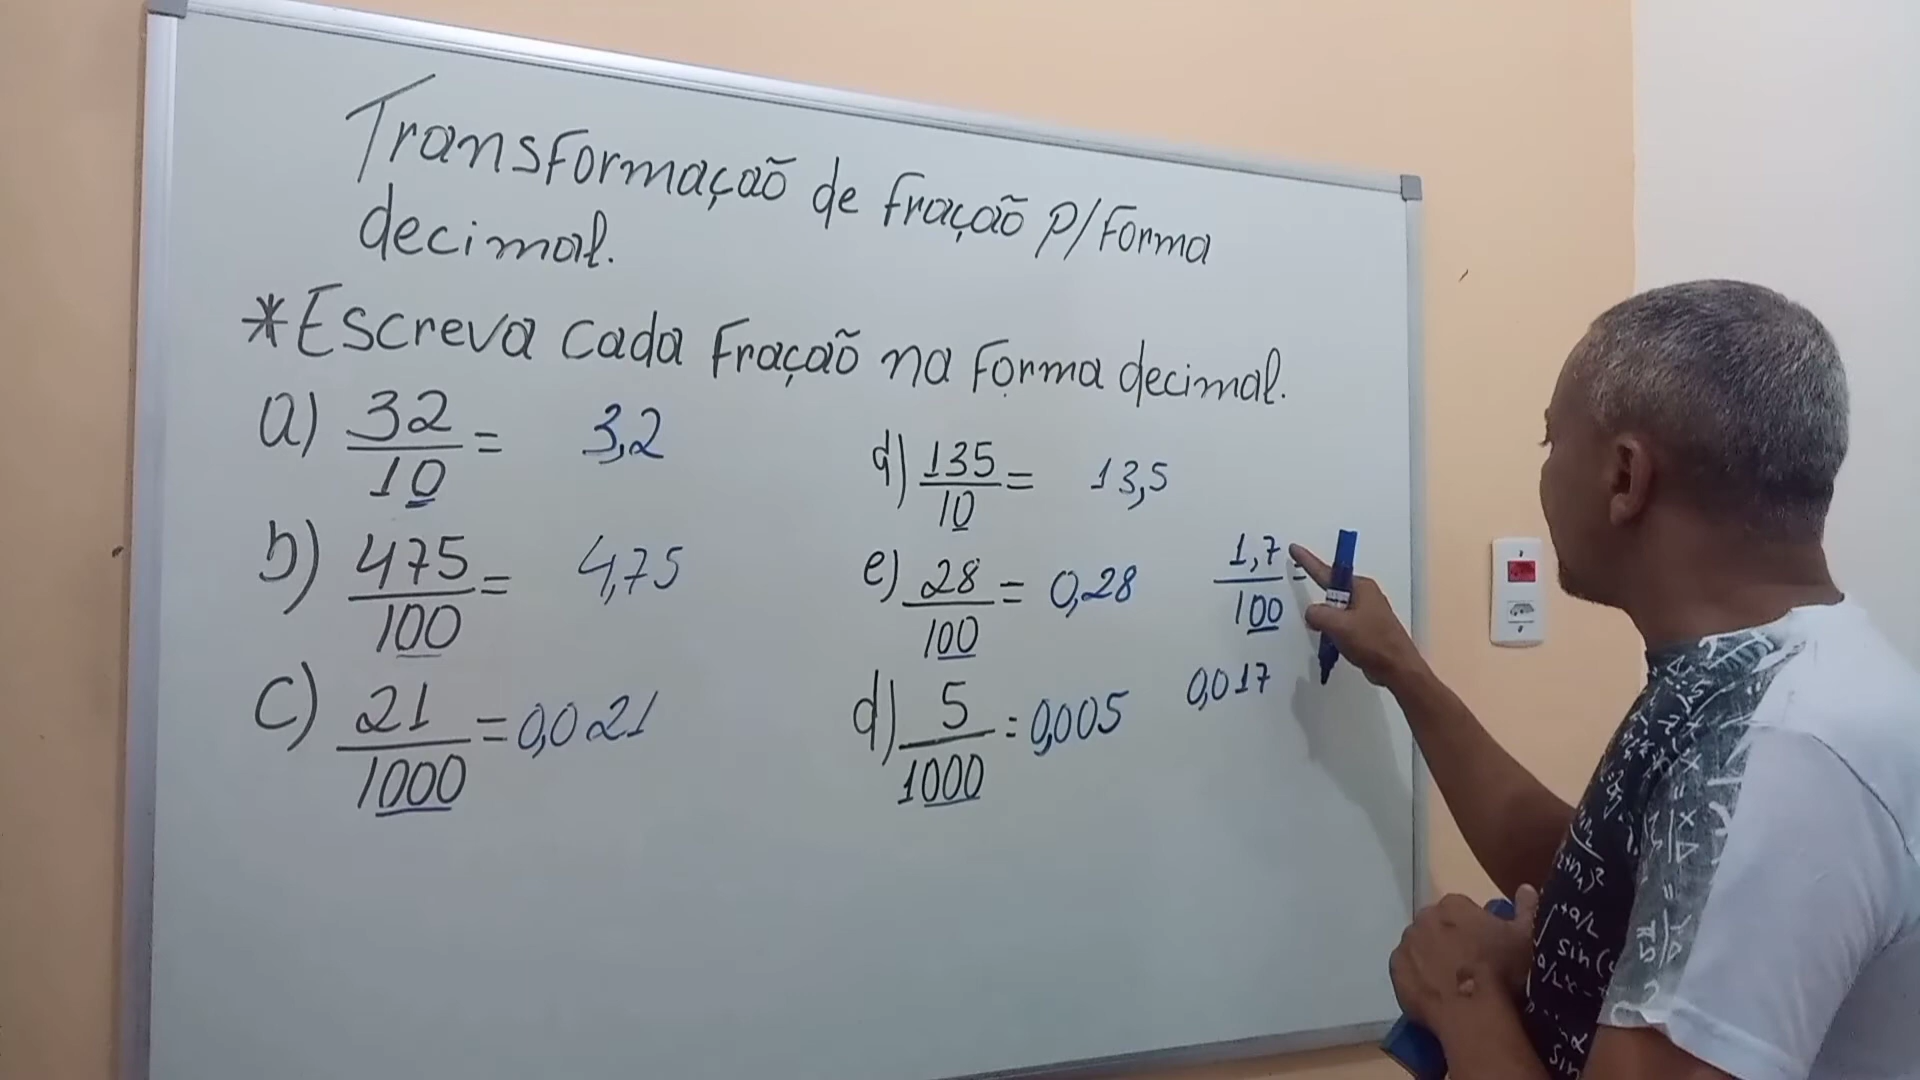 Transformação de fração p/ forma
decimal.
*Escreva cada fração na forma decimal.
a) 32/10 = 3,2
b) 475/100 = 4,75
c) 21/1000 = 0,021
d) 135/10 = 13,5
e) 28/100 = 0,28
d) 5/1000 = 0,005
1,7/100 =
0,017
+a/2
sin(